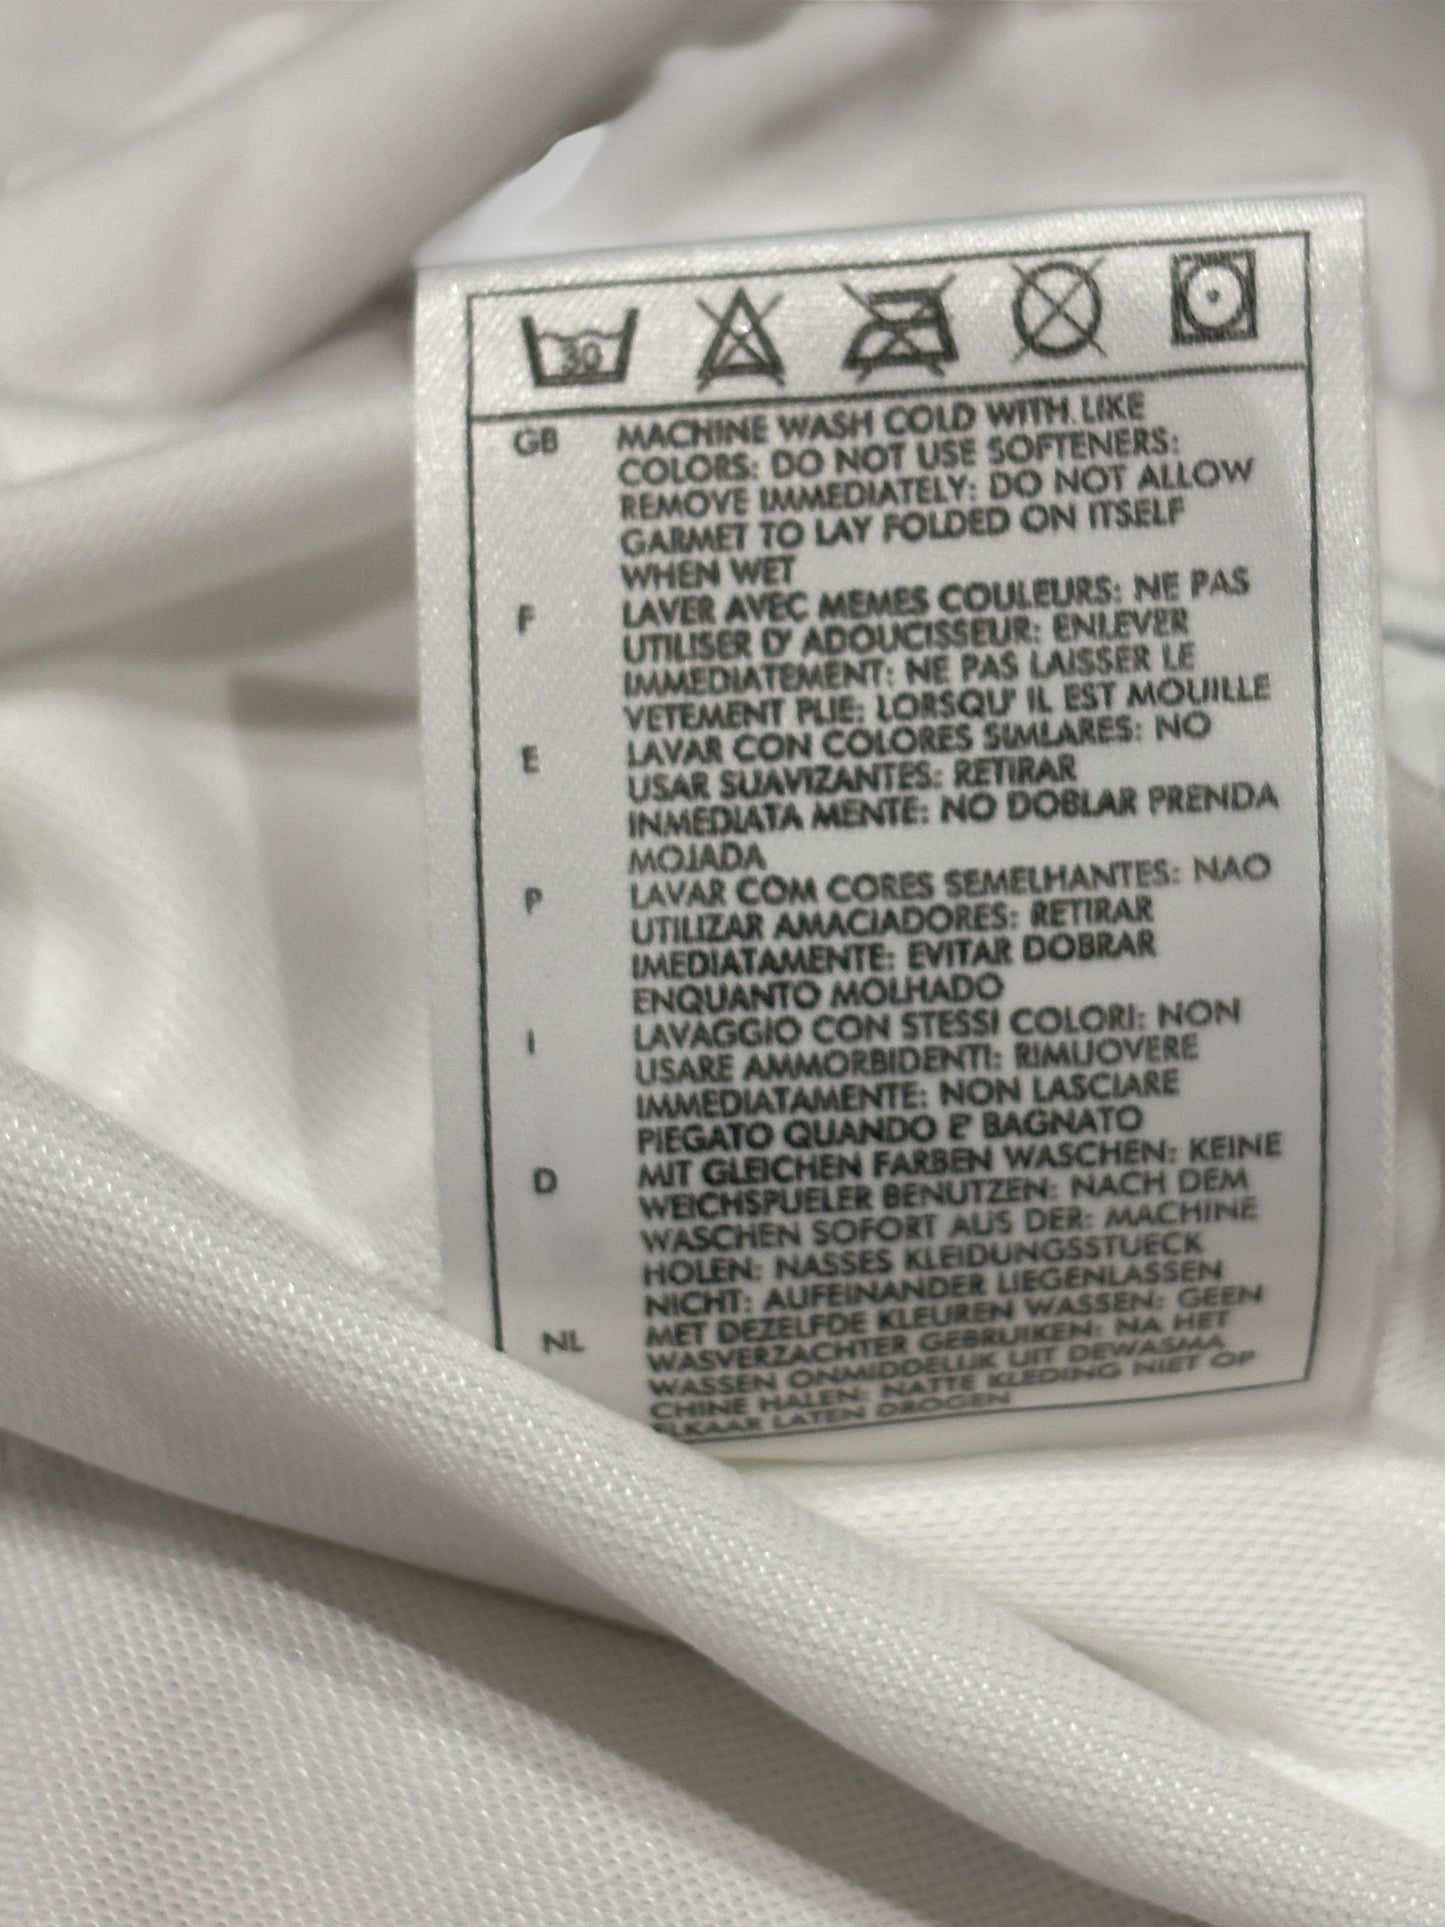 30
GB MACHINE WASH COLD WITH LIKE
COLORS: DO NOT USE SOFTENERS:
REMOVE IMMEDIATELY: DO NOT ALLOW
GARMET TO LAY FOLDED ON ITSELF
WHEN WET
F LAVER AVEC MEMES COULEURS: NE PAS
UTILISER D' ADOUCISSEUR: ENLEVER
IMMEDIATEMENT: NE PAS LAISSER LE
VETEMENT PLIE: LORSQU' IL EST MOUILLE
E LAVAR CON COLORES SIMLARES: NO
USAR SUAVIZANTES: RETIRAR
INMEDIATA MENTE: NO DOBLAR PRENDA
MOJADA
P LAVAR COM CORES SEMELHANTES: NAO
UTILIZAR AMACIADORES: RETIRAR
IMEDIATAMENTE: EVITAR DOBRAR
ENQUANTO MOLHADO
I LAVAGGIO CON STESSI COLORI: NON
USARE AMMORBIDENTI: RIMUOVERE
IMMEDIATAMENTE: NON LASCIARE
PIEGATO QUANDO E' BAGNATO
D MIT GLEICHEN FARBEN WASCHEN: KEINE
WEICHSPUELER BENUTZEN: NACH DEM
WASCHEN SOFORT AUS DER: MACHINE
HOLEN: NASSES KLEIDUNGSSTUECK
NICHT: AUFEINANDER LIEGENLASSEN
NL MET DEZELFDE KLEUREN WASSEN: GEEN
WASVERZACHTER GEBRUIKEN: NA HET
WASSEN ONMIDDELIJK UIT DEWASMA
CHINE HALEN: NATTE KLEDING NIET OP
ELKAAR LATEN DROGEN